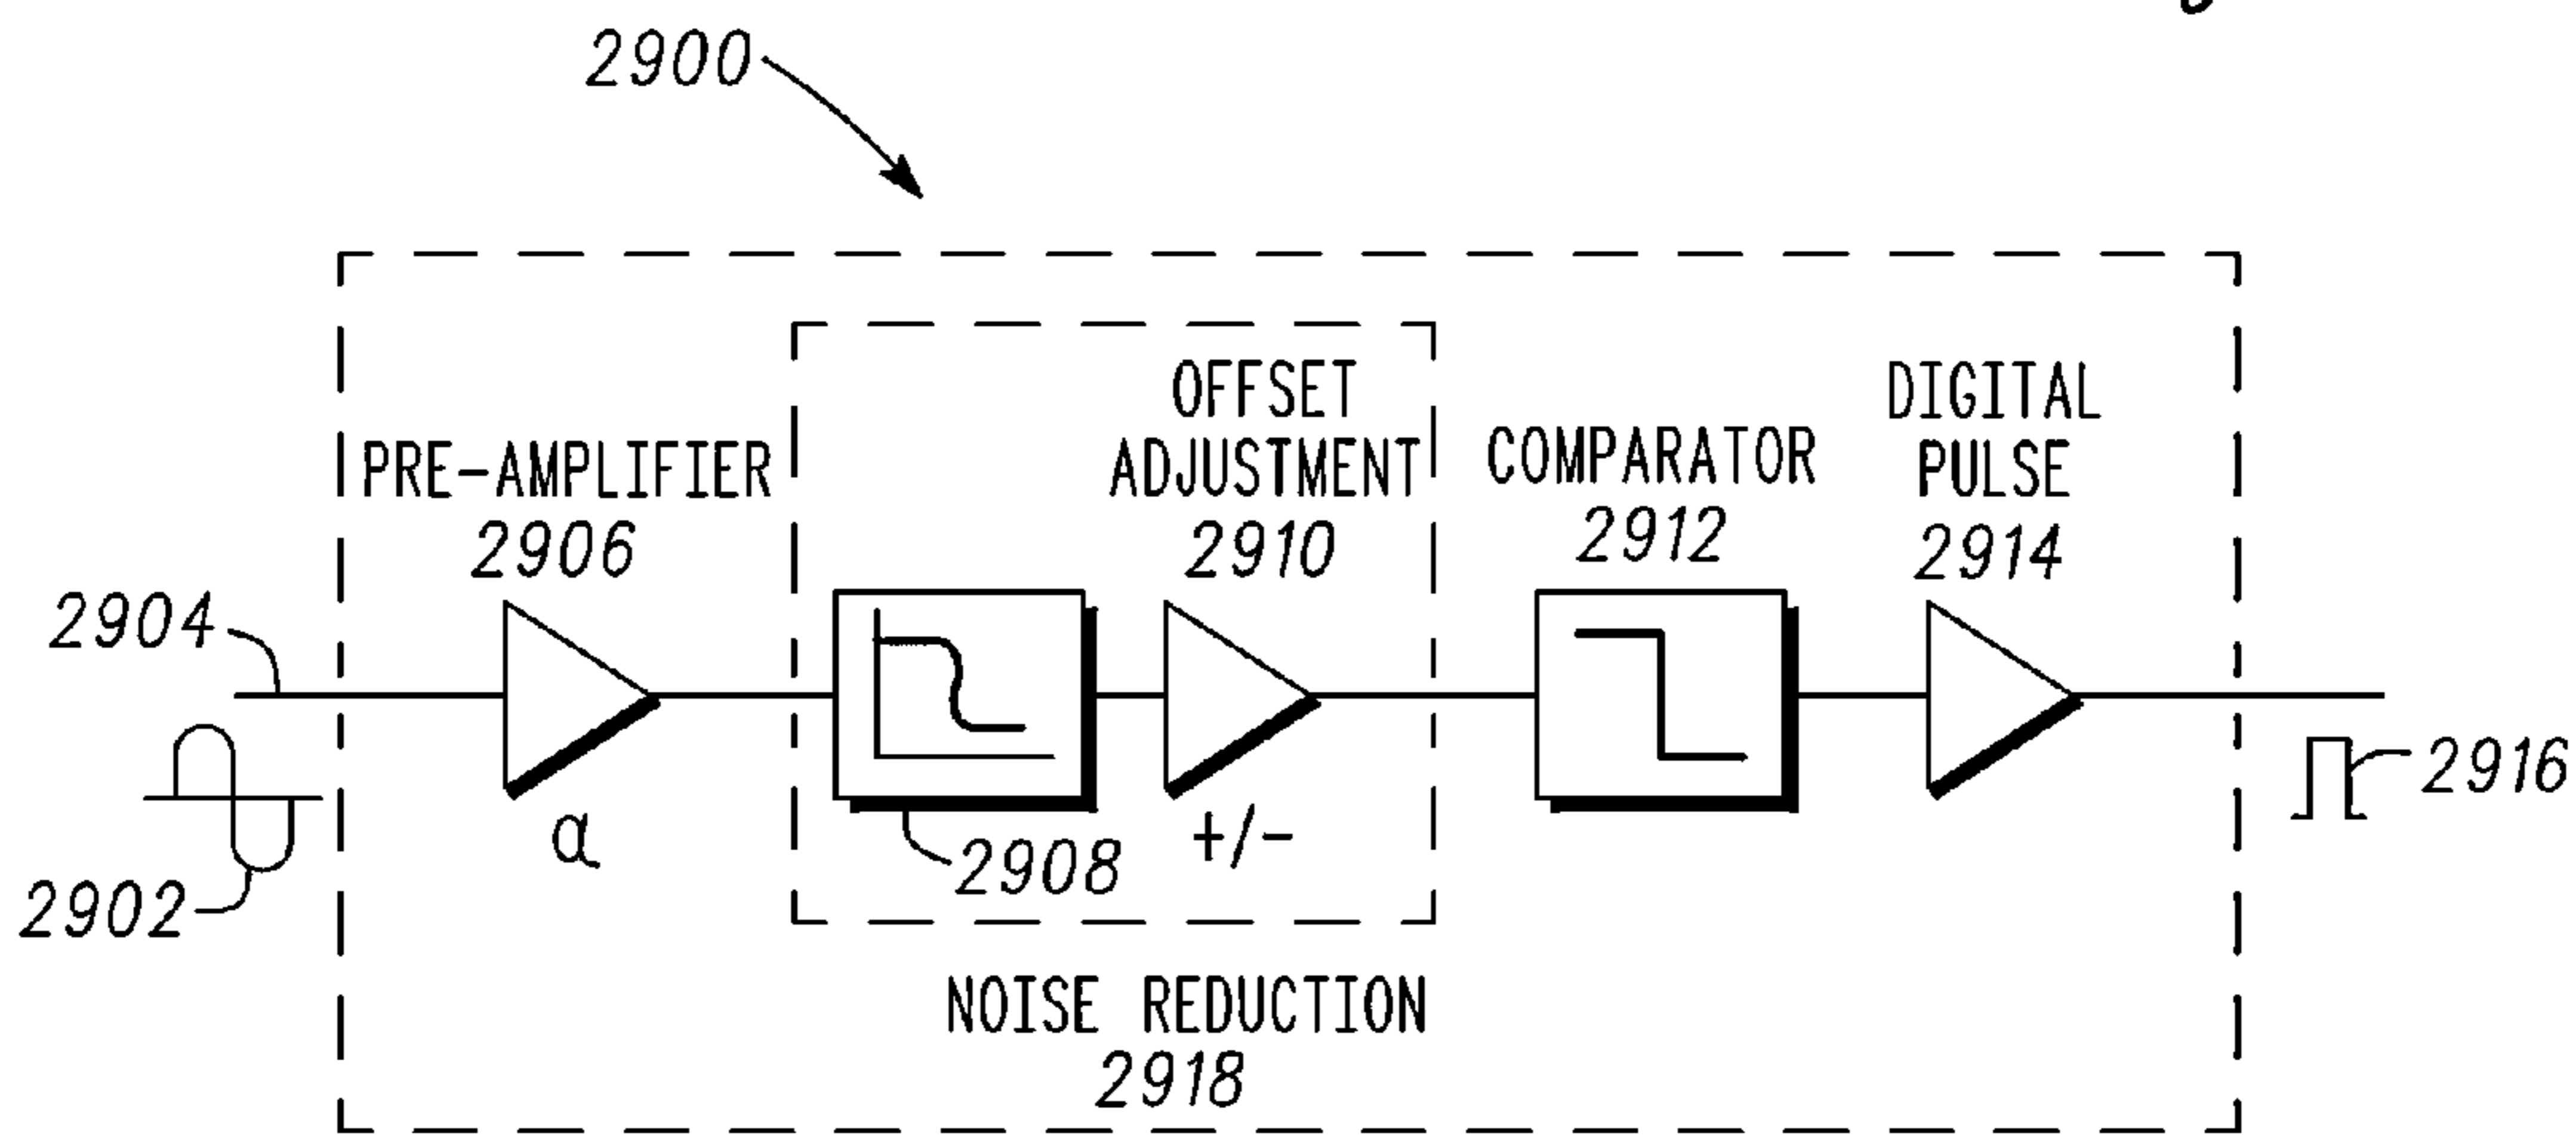 2900
OFFSET
ADJUSTMENT
2910
DIGITAL
PULSE
2914
PRE-AMPLIFIER
2906
COMPARATOR
2912
2904
α
2908
+/-
2916
2902
NOISE REDUCTION
2918